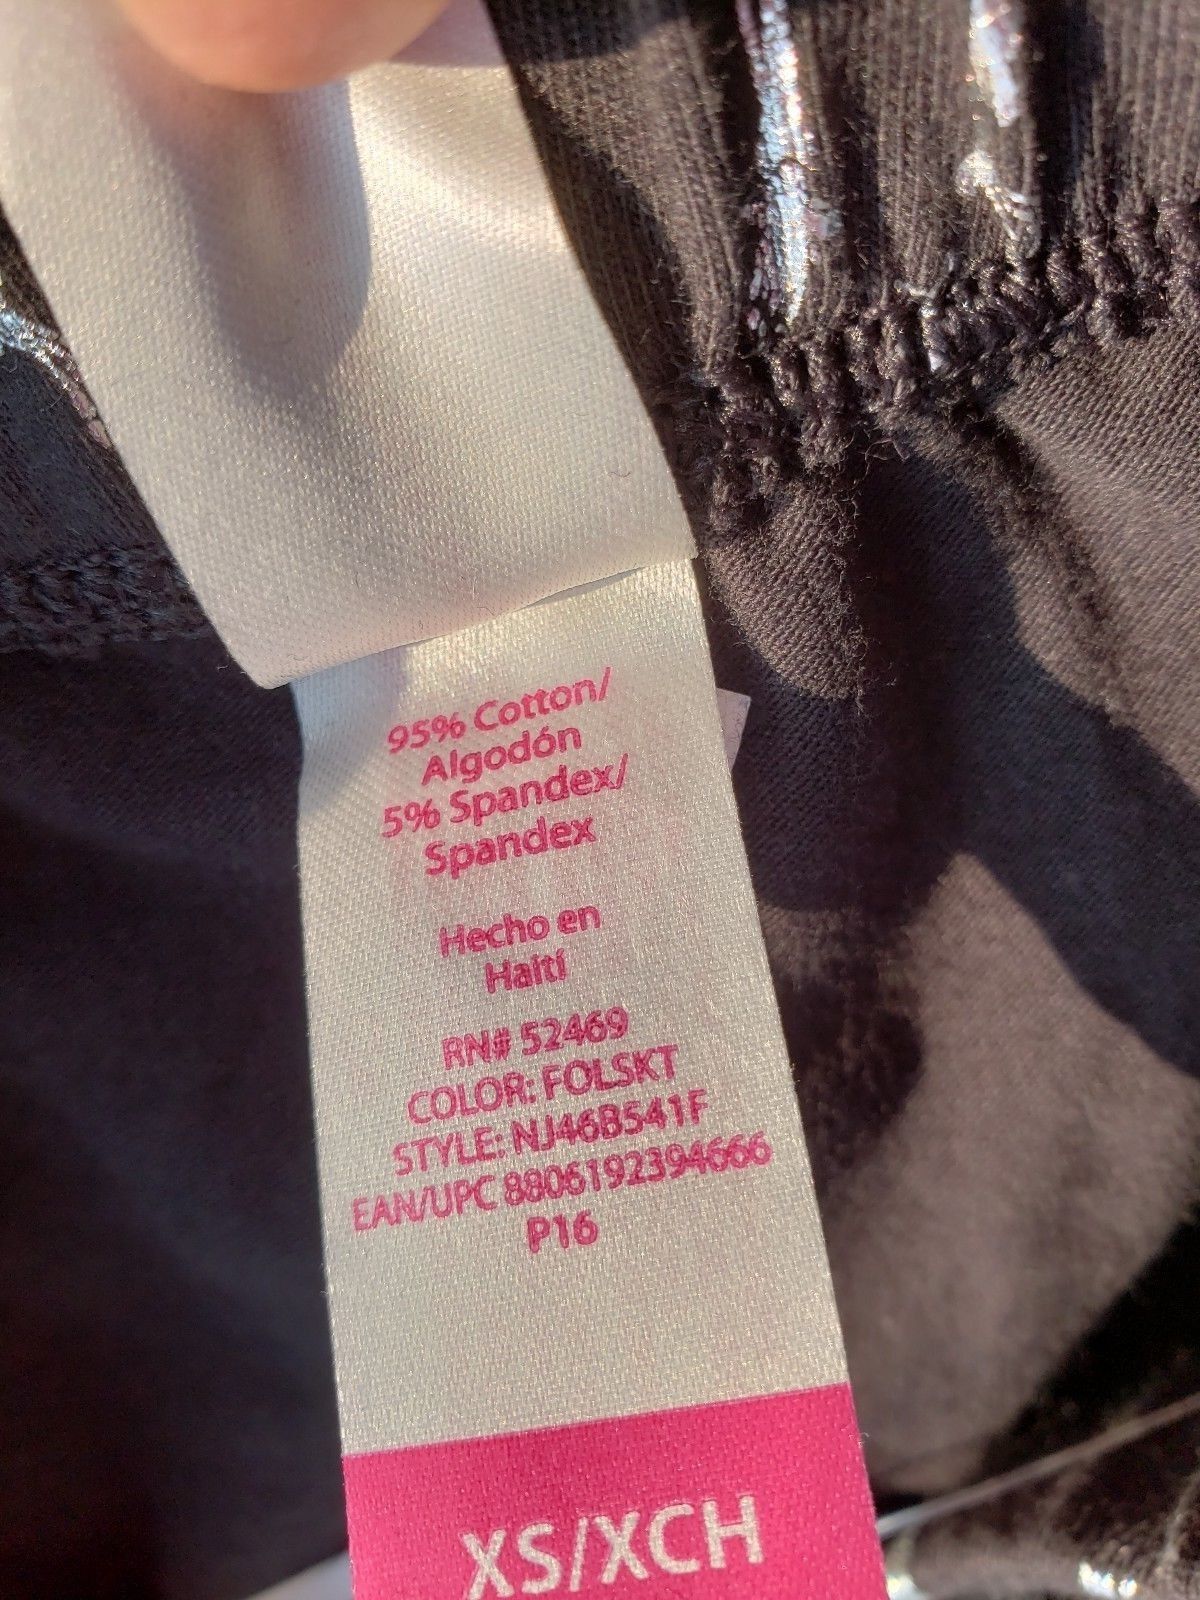 95% Cotton/
Algodón
5% Spandex/
Spandex
Hecho en
Haití
RN# 52469
COLOR: FOLSKT
STYLE: NJ46B541F
EAN/UPC 8806192394666
P16
XS/XCH